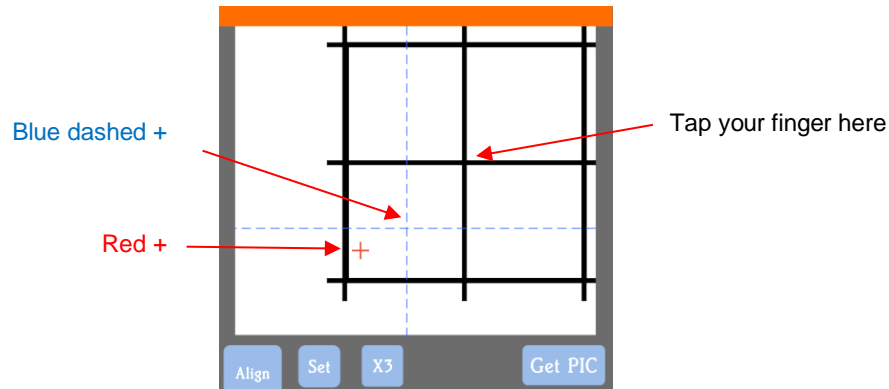 Tap your finger here
Blue dashed +
Red +
Align
Set
X3
Get PIC